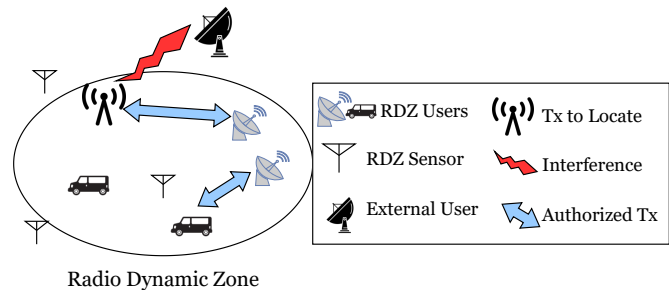 RDZ Users
Tx to Locate
RDZ Sensor
Interference
External User
Authorized Tx
Radio Dynamic Zone